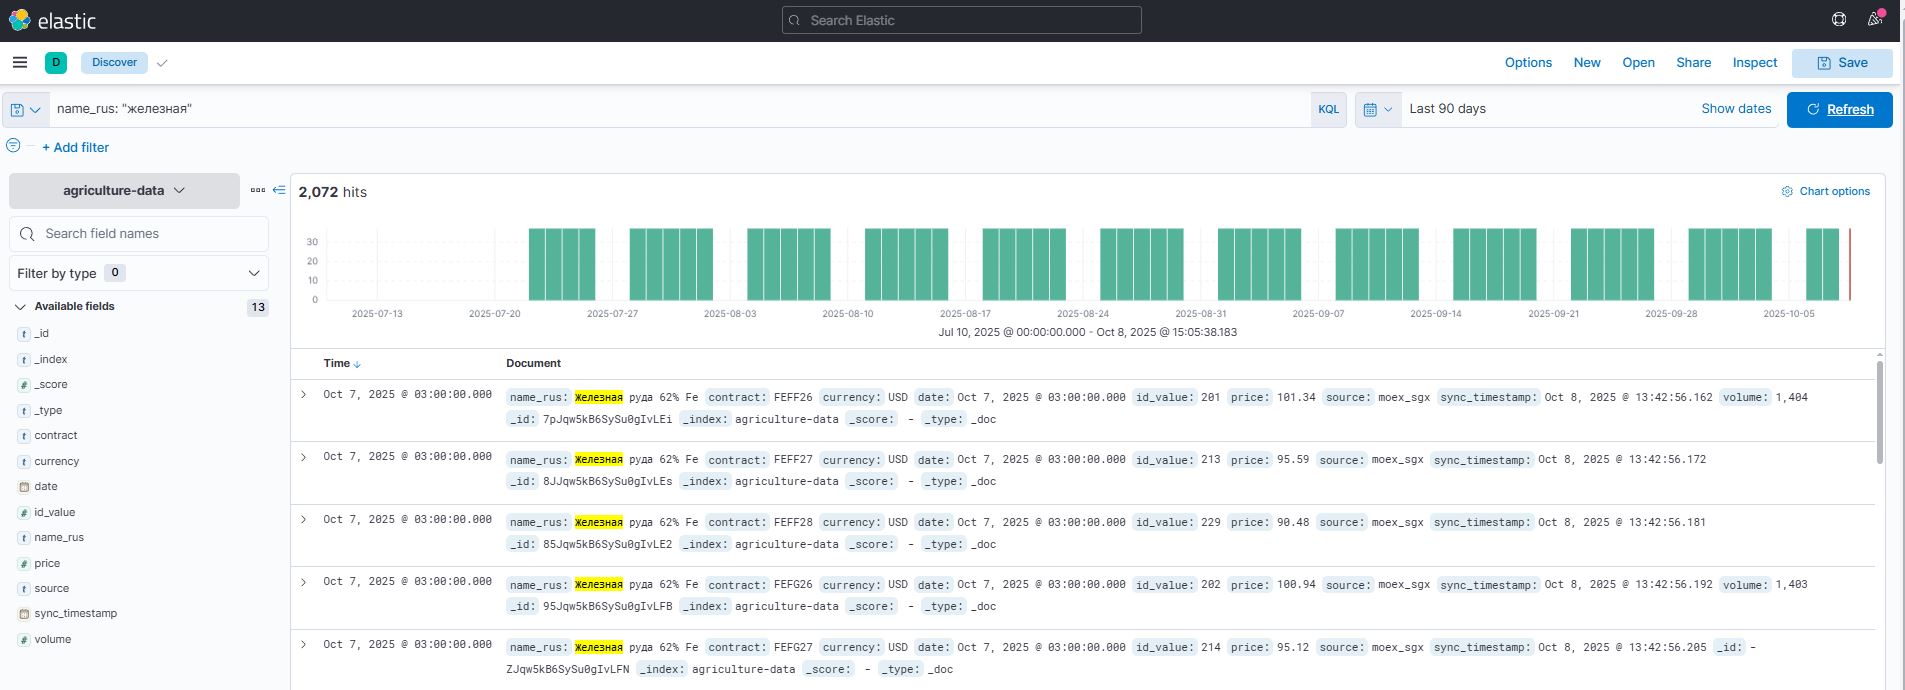 elastic
Search Elastic
D Discover
Options New Open Share Inspect Save
name_rus: "железная"
KQL
Last 90 days
Show dates
Refresh
+ Add filter
agriculture-data
Search field names
Filter by type 0
Available fields 13
t _id
t _index
# _score
t _type
t contract
t currency
date
# id_value
t name_rus
# price
t source
sync_timestamp
# volume
2,072 hits
Chart options
30
20
10
0
2025-07-13 2025-07-20 2025-07-27 2025-08-03 2025-08-10 2025-08-17 2025-08-24 2025-08-31 2025-09-07 2025-09-14 2025-09-21 2025-09-28 2025-10-05
Jul 10, 2025 @ 00:00:00.000 - Oct 8, 2025 @ 15:05:38.183
Time Document
Oct 7, 2025 @ 03:00:00.000 name_rus: Железная руда 62% Fe contract: FEFF26 currency: USD date: Oct 7, 2025 @ 03:00:00.000 id_value: 201 price: 101.34 source: moex_sgx sync_timestamp: Oct 8, 2025 @ 13:42:56.162 volume: 1,404
_id: 7pJqw5kB6SySu0gIvLEi _index: agriculture-data _score: - _type: _doc
Oct 7, 2025 @ 03:00:00.000 name_rus: Железная руда 62% Fe contract: FEFF27 currency: USD date: Oct 7, 2025 @ 03:00:00.000 id_value: 213 price: 95.59 source: moex_sgx sync_timestamp: Oct 8, 2025 @ 13:42:56.172
_id: 8JJqw5kB6SySu0gIvLEs _index: agriculture-data _score: - _type: _doc
Oct 7, 2025 @ 03:00:00.000 name_rus: Железная руда 62% Fe contract: FEFF28 currency: USD date: Oct 7, 2025 @ 03:00:00.000 id_value: 229 price: 90.48 source: moex_sgx sync_timestamp: Oct 8, 2025 @ 13:42:56.181
_id: 85Jqw5kB6SySu0gIvLE2 _index: agriculture-data _score: - _type: _doc
Oct 7, 2025 @ 03:00:00.000 name_rus: Железная руда 62% Fe contract: FEFG26 currency: USD date: Oct 7, 2025 @ 03:00:00.000 id_value: 202 price: 100.94 source: moex_sgx sync_timestamp: Oct 8, 2025 @ 13:42:56.192 volume: 1,403
_id: 95Jqw5kB6SySu0gIvLFB _index: agriculture-data _score: - _type: _doc
Oct 7, 2025 @ 03:00:00.000 name_rus: Железная руда 62% Fe contract: FEFG27 currency: USD date: Oct 7, 2025 @ 03:00:00.000 id_value: 214 price: 95.12 source: moex_sgx sync_timestamp: Oct 8, 2025 @ 13:42:56.205 _id: -
ZJqw5kB6SySu0gIvLFN _index: agriculture-data _score: - _type: _doc